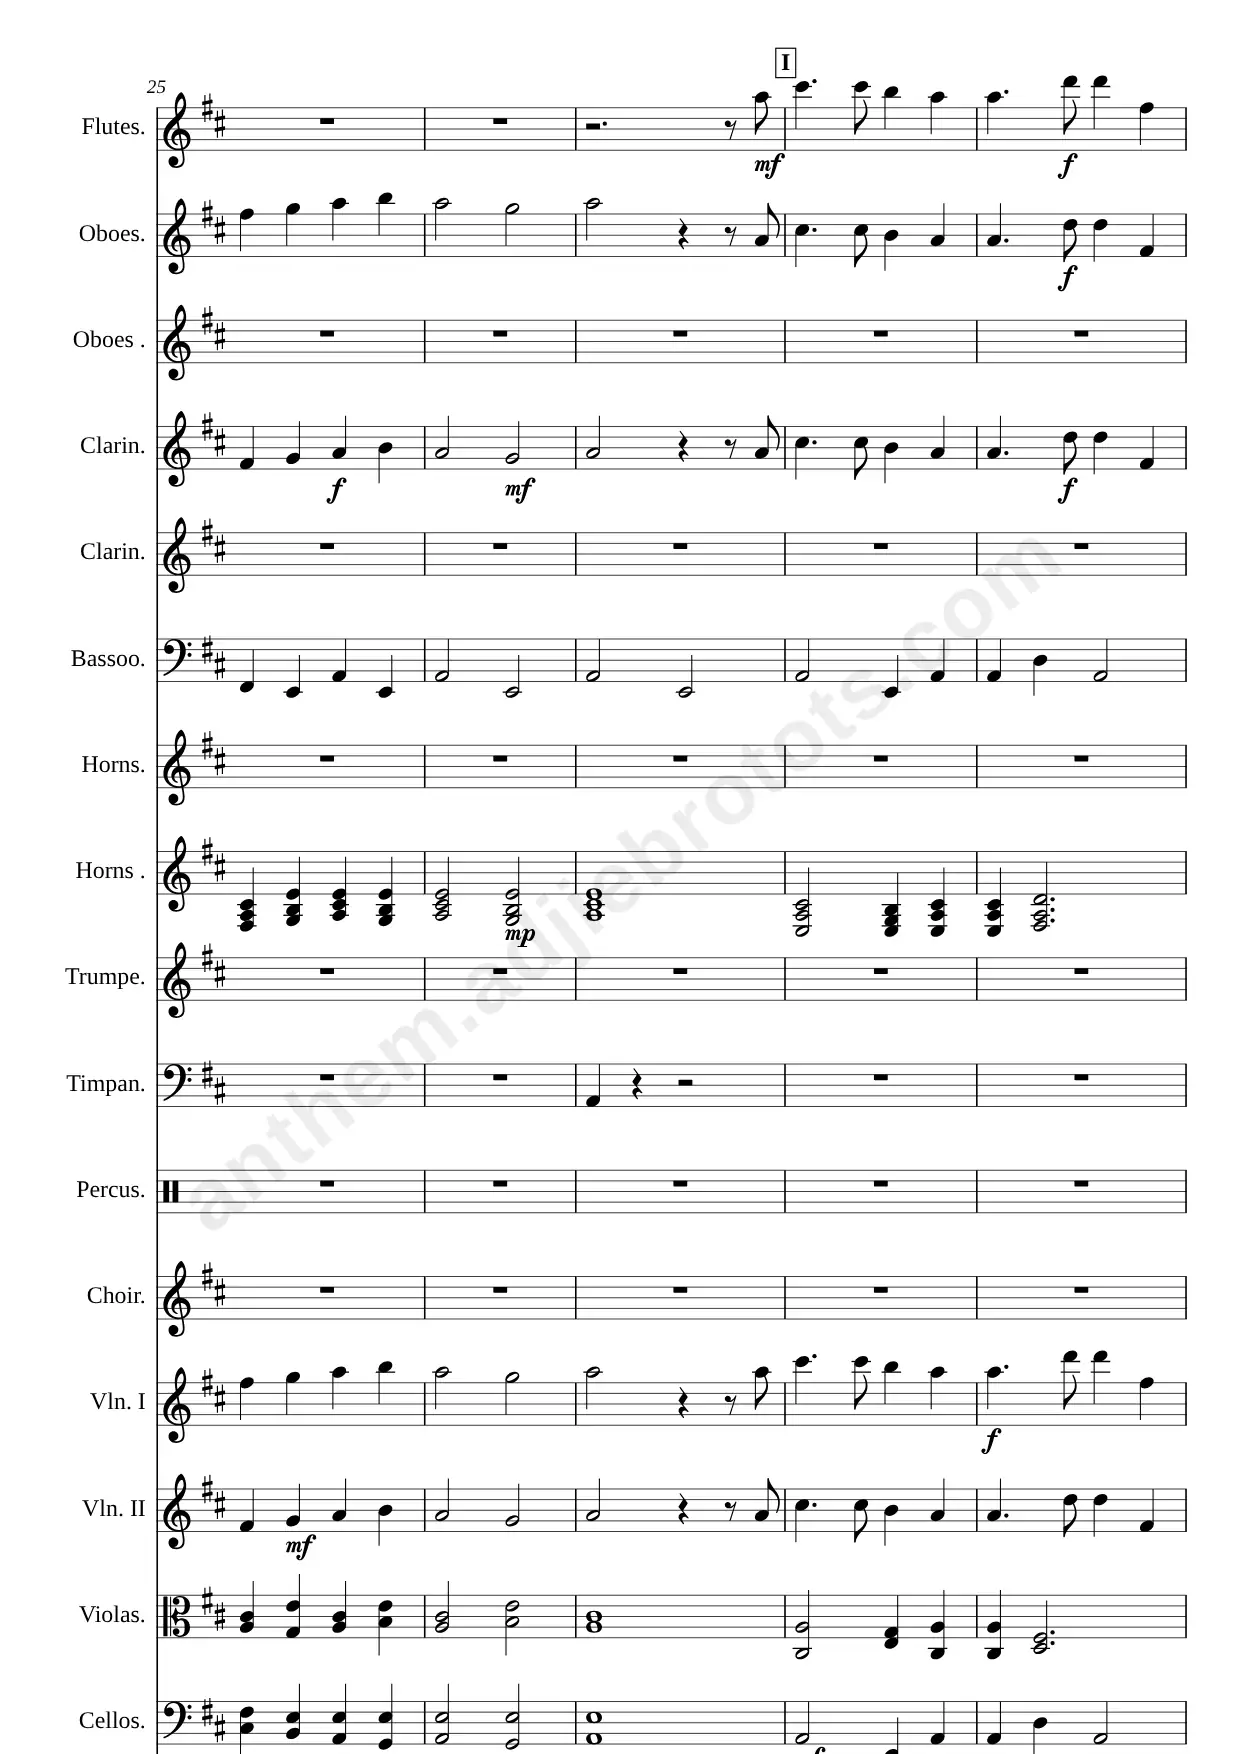 I
25
Flutes.
mf
f
Oboes.
f
Oboes .
Clarin.
f
mf
f
Clarin.
Bassoo.
Horns.
Horns .
mp
Trumpe.
Timpan.
Percus.
Choir.
Vln. I
f
Vln. II
mf
Violas.
Cellos.
f
anthem.adjiebrotots.com